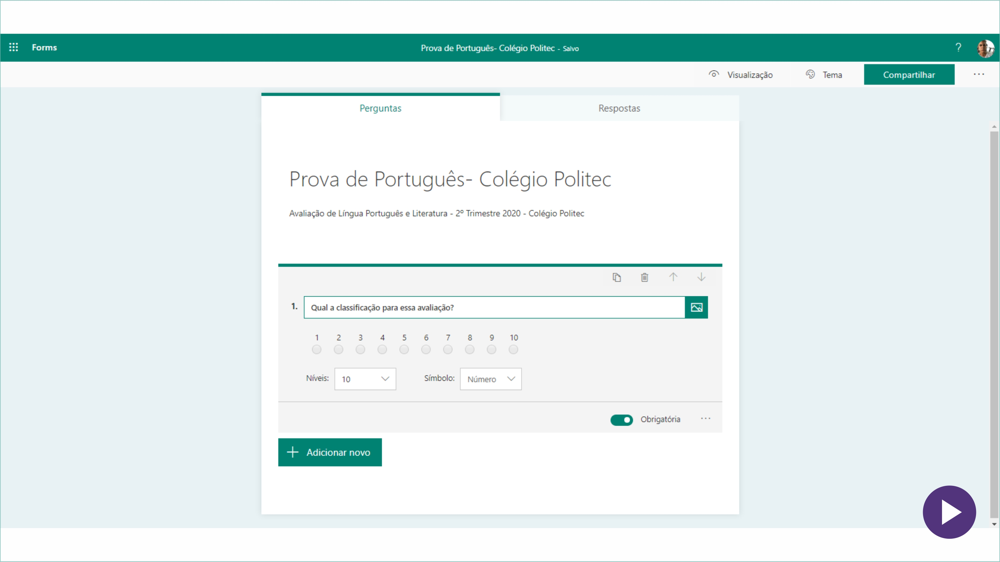 Forms
Prova de Português- Colégio Politec - Salvo
?
Visualização
Tema
Compartilhar
...
Perguntas
Respostas
Prova de Português- Colégio Politec
Avaliação de Língua Português e Literatura - 2º Trimestre 2020 - Colégio Politec
1. Qual a classificação para essa avaliação?
1 2 3 4 5 6 7 8 9 10
Níveis: 10 Símbolo: Número
Obrigatória ...
Adicionar novo